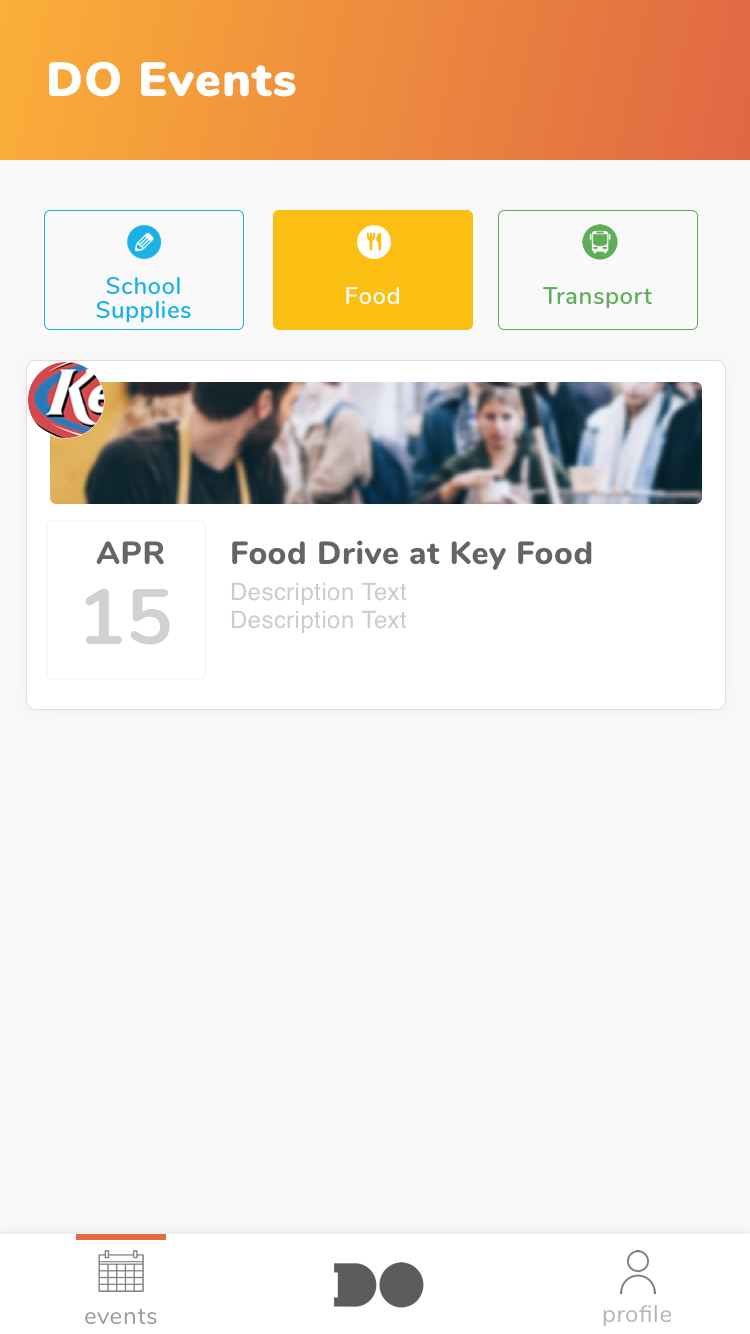 DO Events
School
Supplies
Food
Transport
Ke
APR
15
Food Drive at Key Food
Description Text
Description Text
events
DO
profile